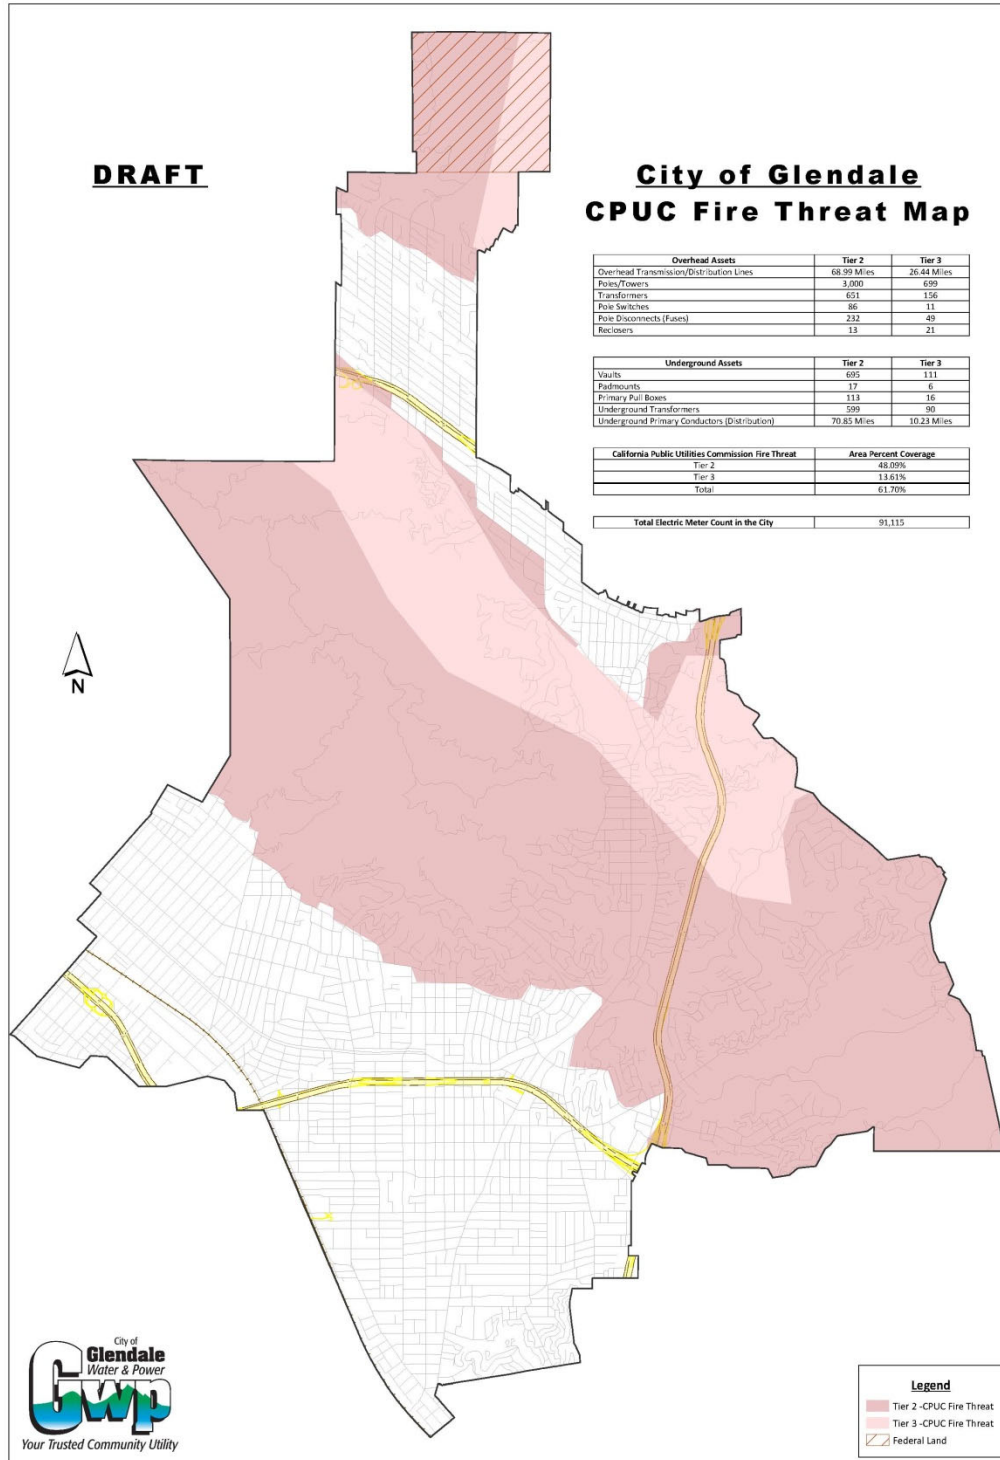 DRAFT
City of Glendale
CPUC Fire Threat Map
Overhead Assets Tier 2 Tier 3
Overhead Transmission/Distribution Lines 68.99 Miles 26.44 Miles
Poles/Towers 3,000 699
Transformers 651 156
Pole Switches 86 11
Pole Disconnects (Fuses) 232 49
Reclosers 13 21
Underground Assets Tier 2 Tier 3
Vaults 695 111
Padmounts 17 6
Primary Pull Boxes 113 16
Underground Transformers 599 90
Underground Primary Conductors (Distribution) 70.85 Miles 10.23 Miles
California Public Utilities Commission Fire Threat Area Percent Coverage
Tier 2 48.09%
Tier 3 13.61%
Total 61.70%
Total Electric Meter Count in the City 91,115
N
City of
Glendale
Water & Power
GWP
Your Trusted Community Utility
Legend
Tier 2 -CPUC Fire Threat
Tier 3 -CPUC Fire Threat
Federal Land